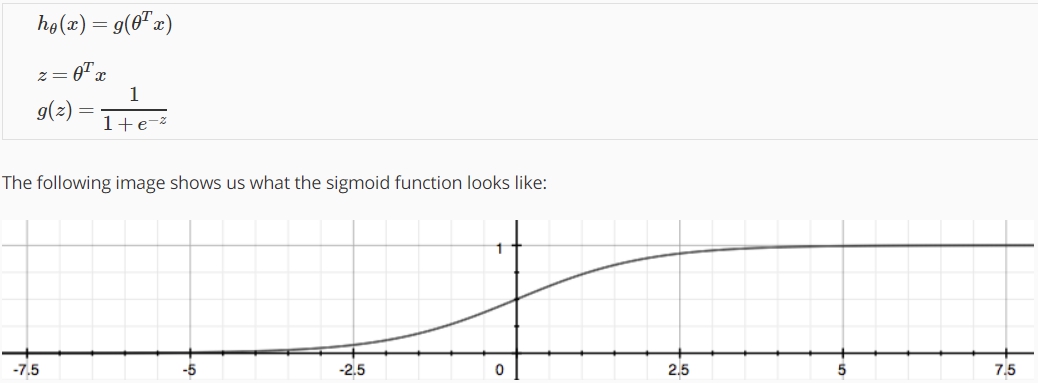 hθ(x) = g(θᵀx)
z = θᵀx
g(z) = 1 / (1 + e⁻ᶻ)
The following image shows us what the sigmoid function looks like:
1
-7.5 -5 -2.5 0 2.5 5 7.5